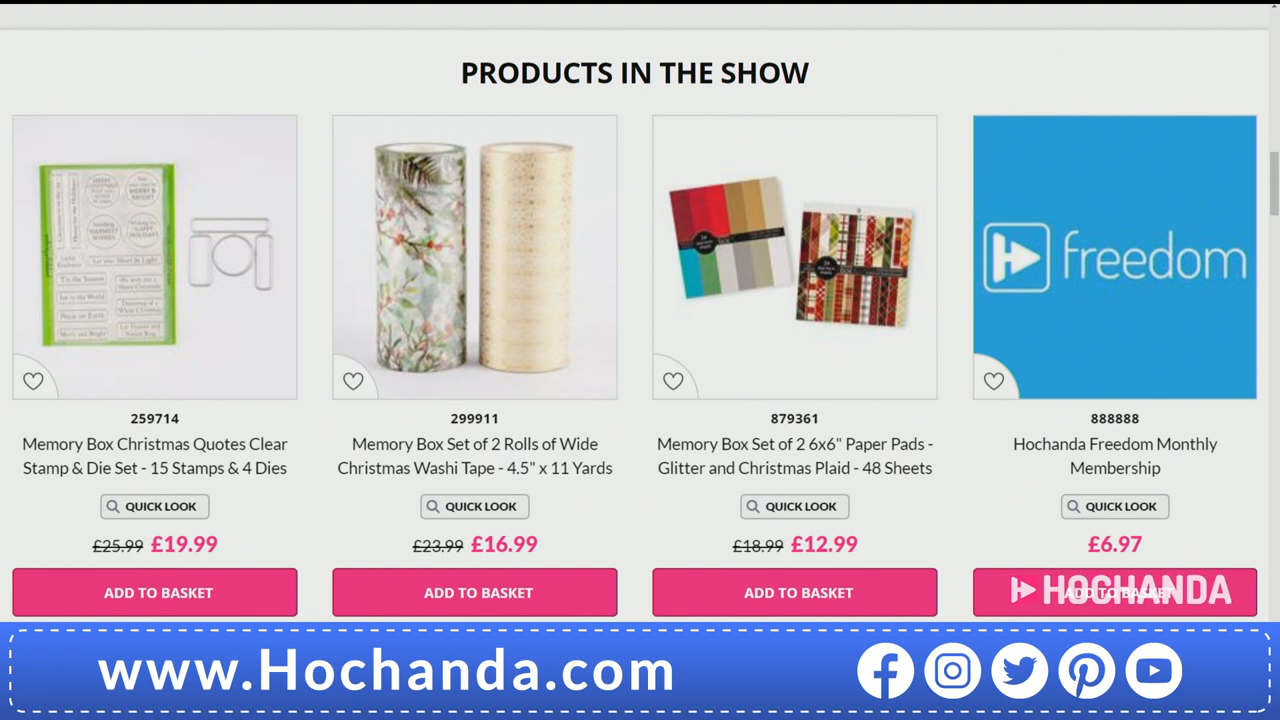 PRODUCTS IN THE SHOW
freedom
259714
Memory Box Christmas Quotes Clear
Stamp & Die Set - 15 Stamps & 4 Dies
QUICK LOOK
£25.99 £19.99
ADD TO BASKET
299911
Memory Box Set of 2 Rolls of Wide
Christmas Washi Tape - 4.5" x 11 Yards
QUICK LOOK
£23.99 £16.99
ADD TO BASKET
879361
Memory Box Set of 2 6x6" Paper Pads -
Glitter and Christmas Plaid - 48 Sheets
QUICK LOOK
£18.99 £12.99
ADD TO BASKET
888888
Hochanda Freedom Monthly
Membership
QUICK LOOK
£6.97
ADD TO BASKET
HOCHANDA
www.Hochanda.com